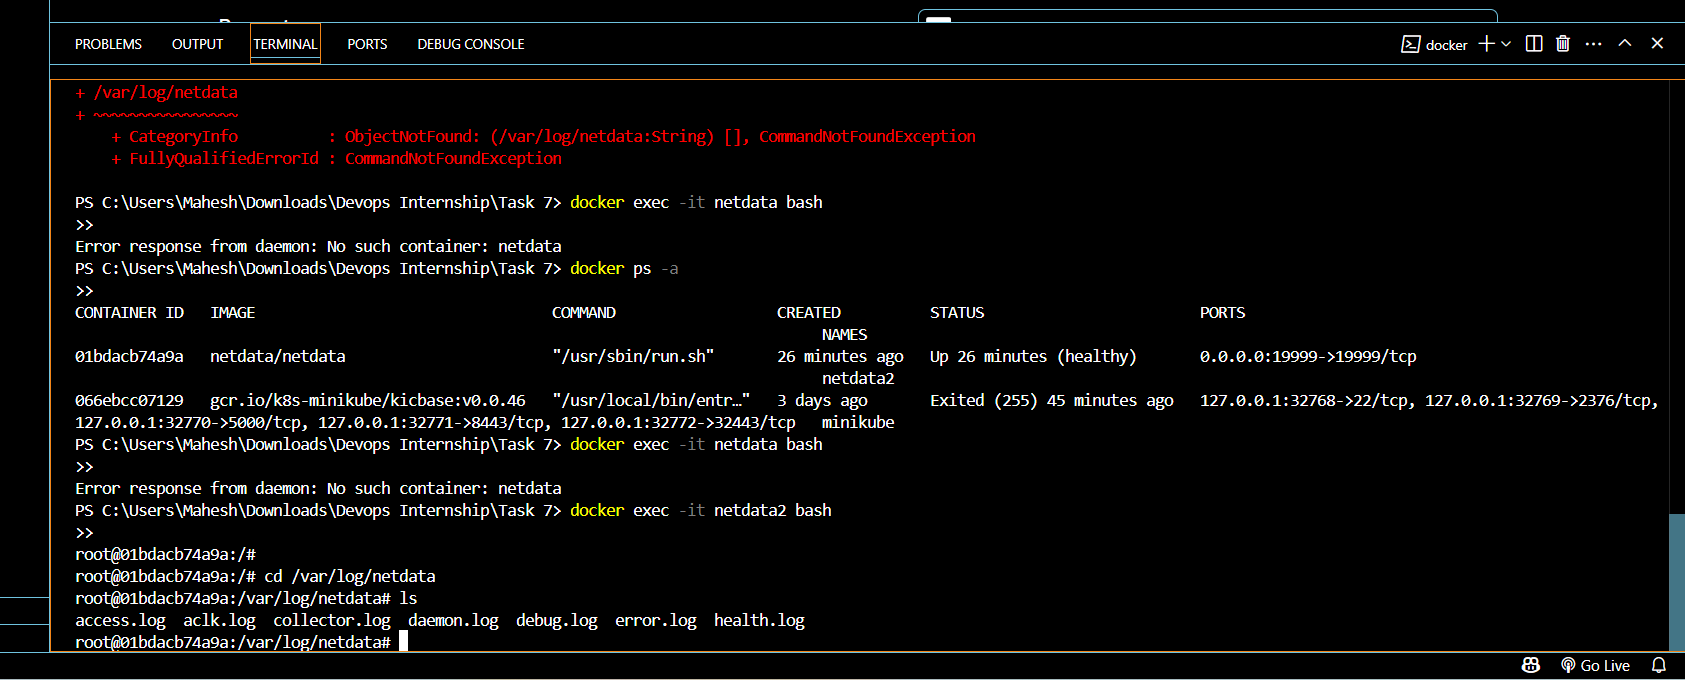 PROBLEMS OUTPUT TERMINAL PORTS DEBUG CONSOLE docker
+ /var/log/netdata
+ ~~~~~~~~~~~~~~~~
    + CategoryInfo          : ObjectNotFound: (/var/log/netdata:String) [], CommandNotFoundException
    + FullyQualifiedErrorId : CommandNotFoundException
PS C:\Users\Mahesh\Downloads\Devops Internship\Task 7> docker exec -it netdata bash
>>
Error response from daemon: No such container: netdata
PS C:\Users\Mahesh\Downloads\Devops Internship\Task 7> docker ps -a
>>
CONTAINER ID   IMAGE                                 COMMAND                  CREATED          STATUS                        PORTS
NAMES
01bdacb74a9a   netdata/netdata                       "/usr/sbin/run.sh"       26 minutes ago   Up 26 minutes (healthy)       0.0.0.0:19999->19999/tcp
netdata2
066ebcc07129   gcr.io/k8s-minikube/kicbase:v0.0.46   "/usr/local/bin/entr…"   3 days ago       Exited (255) 45 minutes ago   127.0.0.1:32768->22/tcp, 127.0.0.1:32769->2376/tcp,
127.0.0.1:32770->5000/tcp, 127.0.0.1:32771->8443/tcp, 127.0.0.1:32772->32443/tcp   minikube
PS C:\Users\Mahesh\Downloads\Devops Internship\Task 7> docker exec -it netdata bash
>>
Error response from daemon: No such container: netdata
PS C:\Users\Mahesh\Downloads\Devops Internship\Task 7> docker exec -it netdata2 bash
>>
root@01bdacb74a9a:/#
root@01bdacb74a9a:/# cd /var/log/netdata
root@01bdacb74a9a:/var/log/netdata# ls
access.log  aclk.log  collector.log  daemon.log  debug.log  error.log  health.log
root@01bdacb74a9a:/var/log/netdata#
Go Live